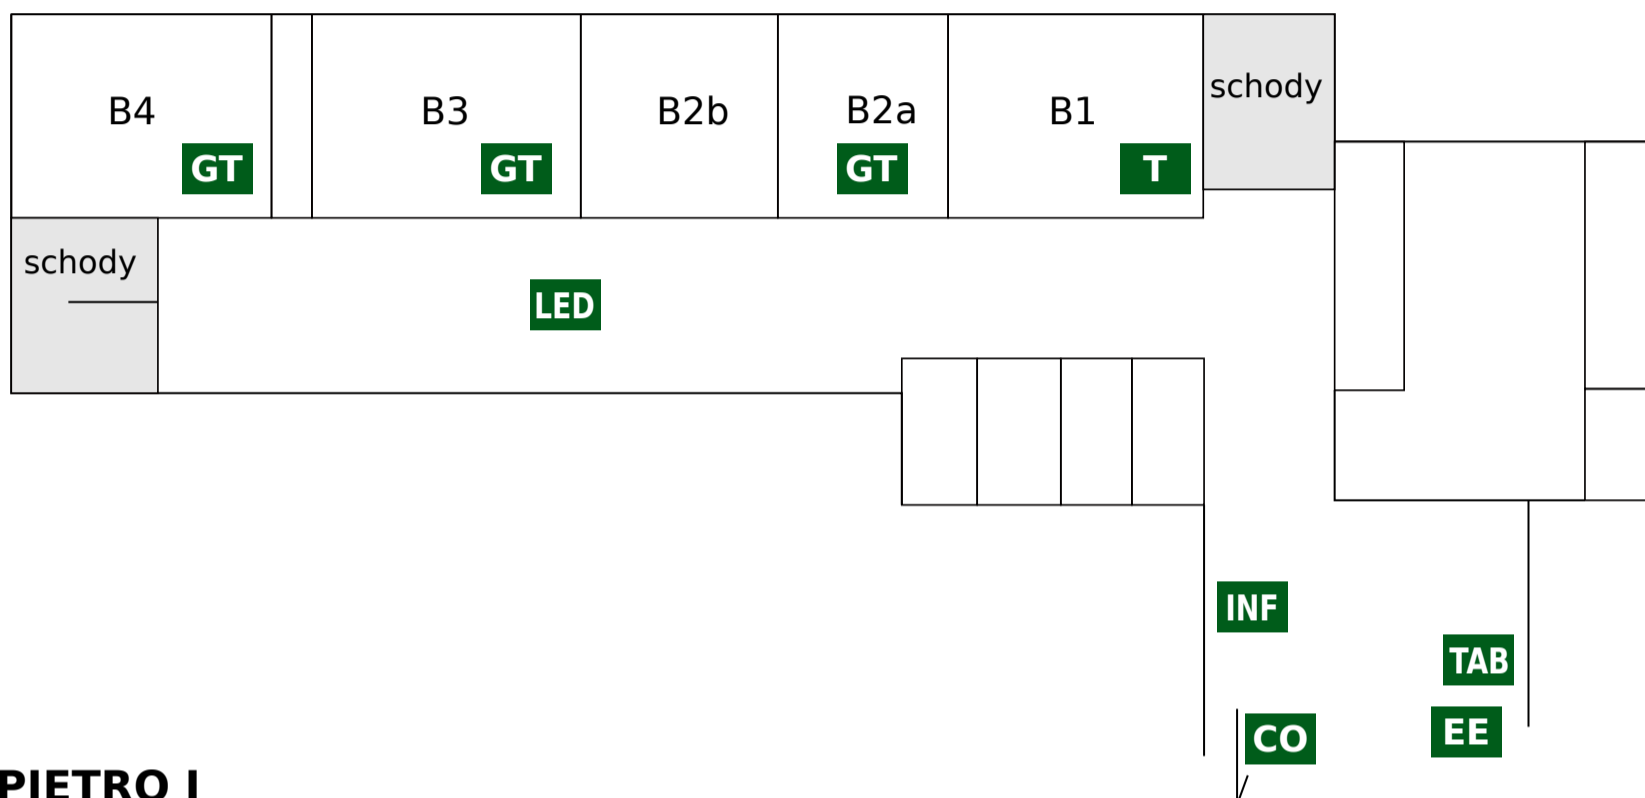 B4
B3
B2b
B2a
B1
schody
GT
GT
GT
T
schody
LED
INF
TAB
CO
EE
PIETRO I